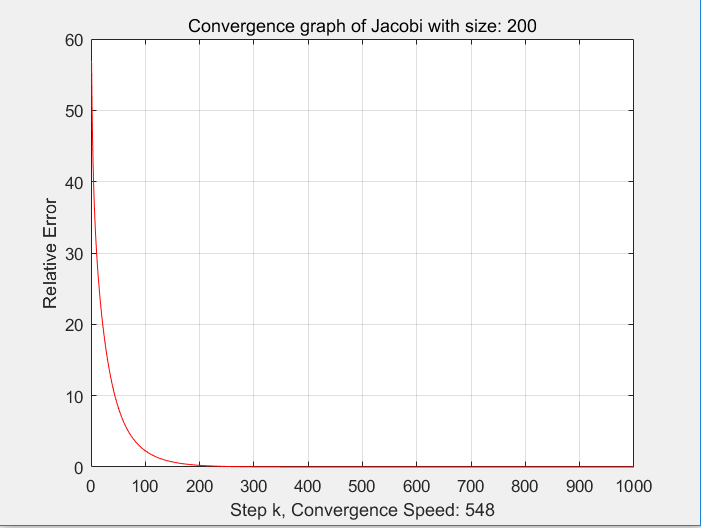 Convergence graph of Jacobi with size: 200
60
50
40
30
20
10
0
Relative Error
0 100 200 300 400 500 600 700 800 900 1000
Step k, Convergence Speed: 548